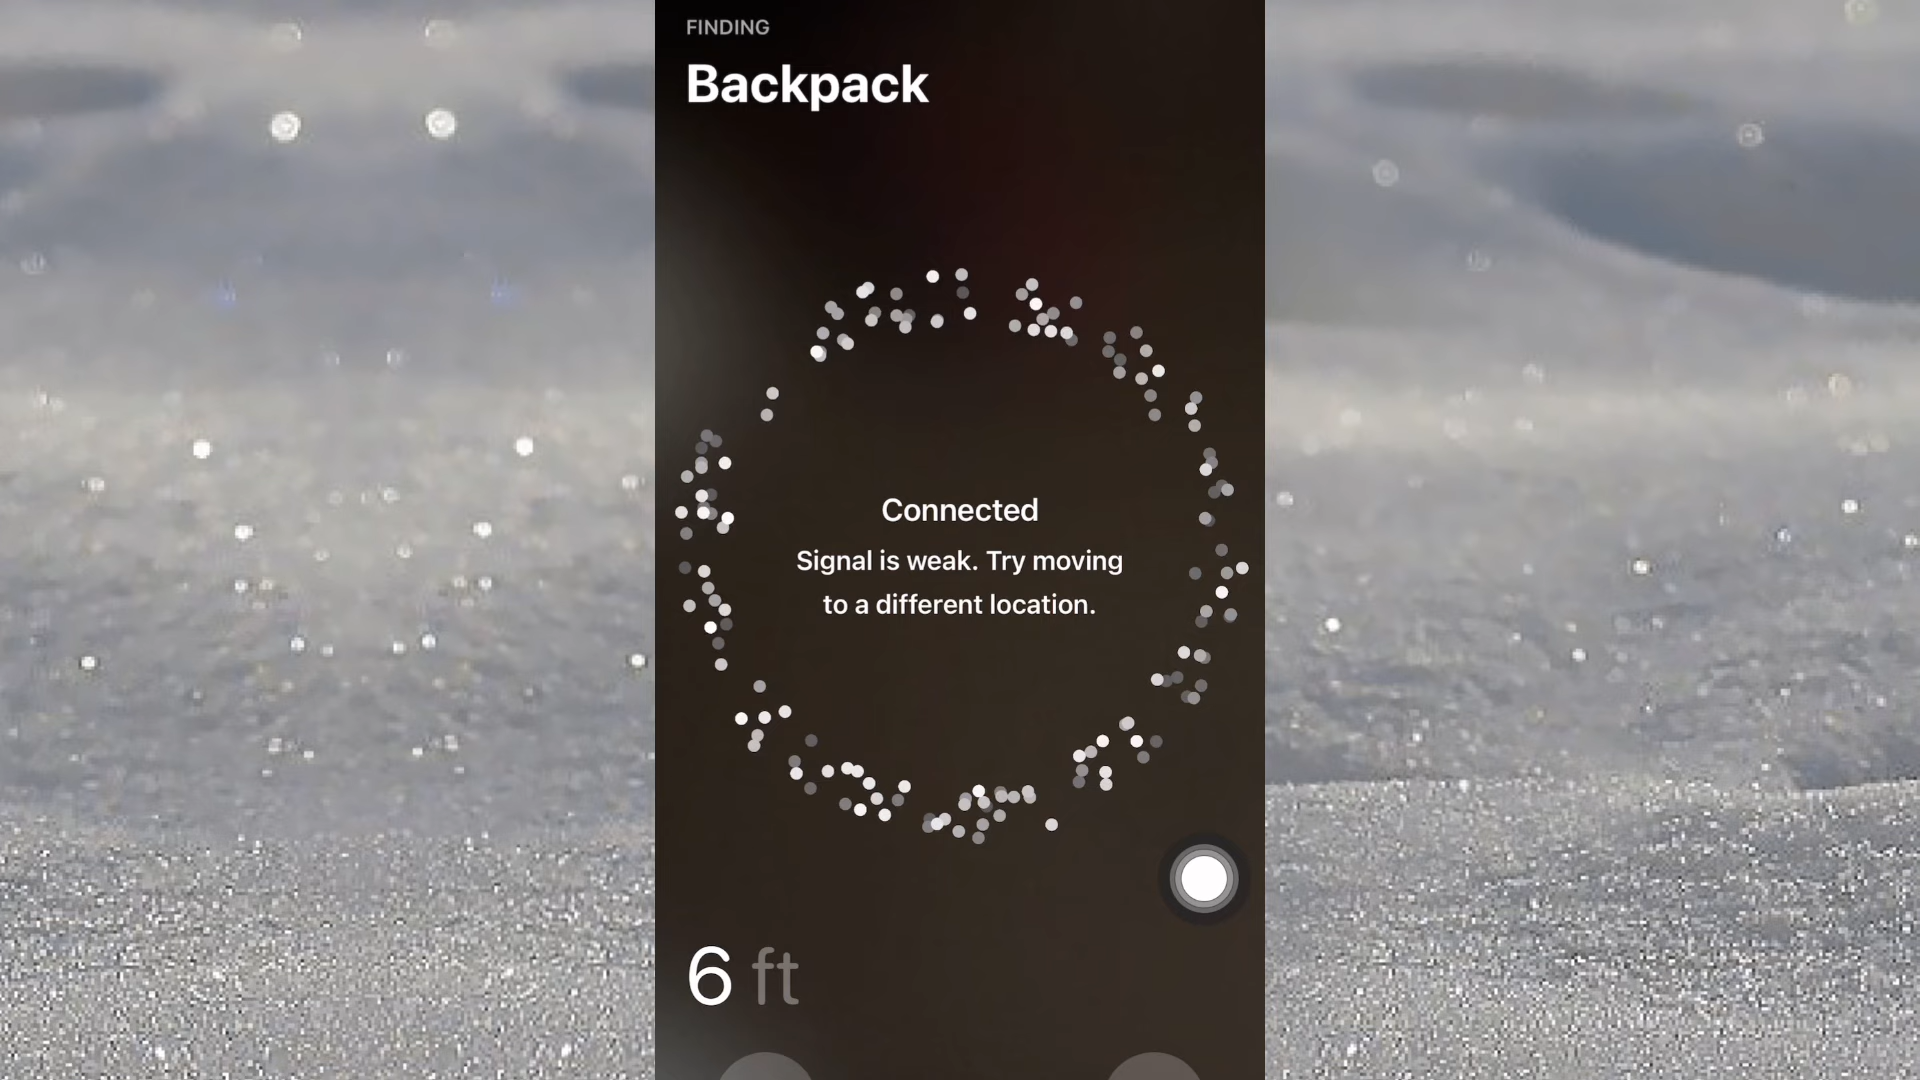 FINDING
Backpack
Connected
Signal is weak. Try moving
to a different location.
6 ft